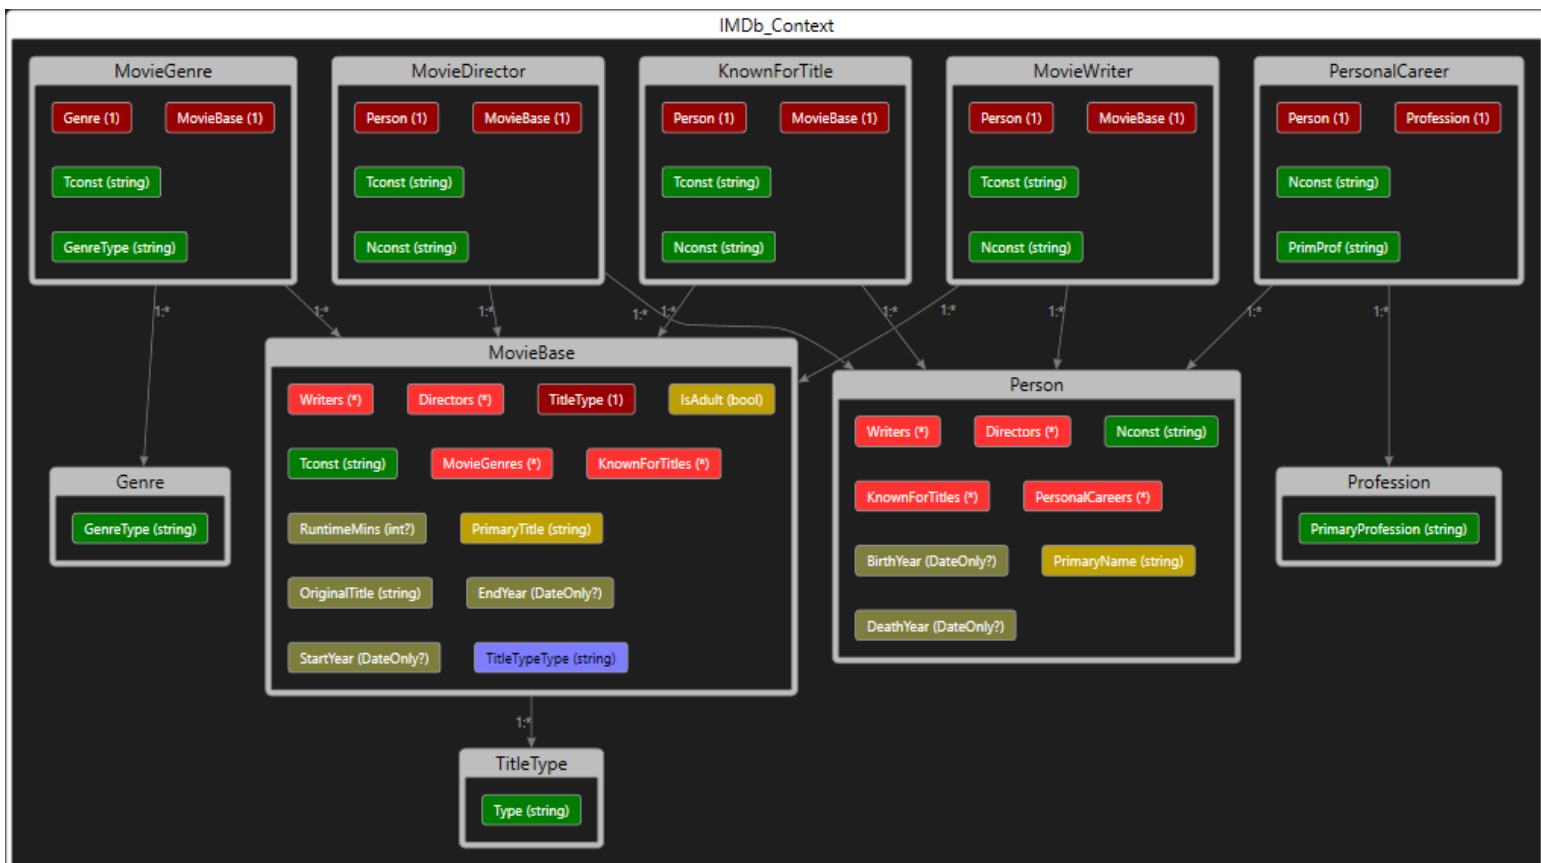 IMDb_Context
MovieGenre
Genre (1) MovieBase (1)
Tconst (string)
GenreType (string)
MovieDirector
Person (1) MovieBase (1)
Tconst (string)
Nconst (string)
KnownForTitle
Person (1) MovieBase (1)
Tconst (string)
Nconst (string)
MovieWriter
Person (1) MovieBase (1)
Tconst (string)
Nconst (string)
PersonalCareer
Person (1) Profession (1)
Nconst (string)
PrimProf (string)
1:* 1:* 1:* 1:* 1:* 1:* 1:* 1:* 1:*
MovieBase
Writers (*) Directors (*) TitleType (1) IsAdult (bool)
Tconst (string) MovieGenres (*) KnownForTitles (*)
RuntimeMins (int?) PrimaryTitle (string)
OriginalTitle (string) EndYear (DateOnly?)
StartYear (DateOnly?) TitleTypeType (string)
Person
Writers (*) Directors (*) Nconst (string)
KnownForTitles (*) PersonalCareers (*)
BirthYear (DateOnly?) PrimaryName (string)
DeathYear (DateOnly?)
Genre
GenreType (string)
Profession
PrimaryProfession (string)
1:*
TitleType
Type (string)